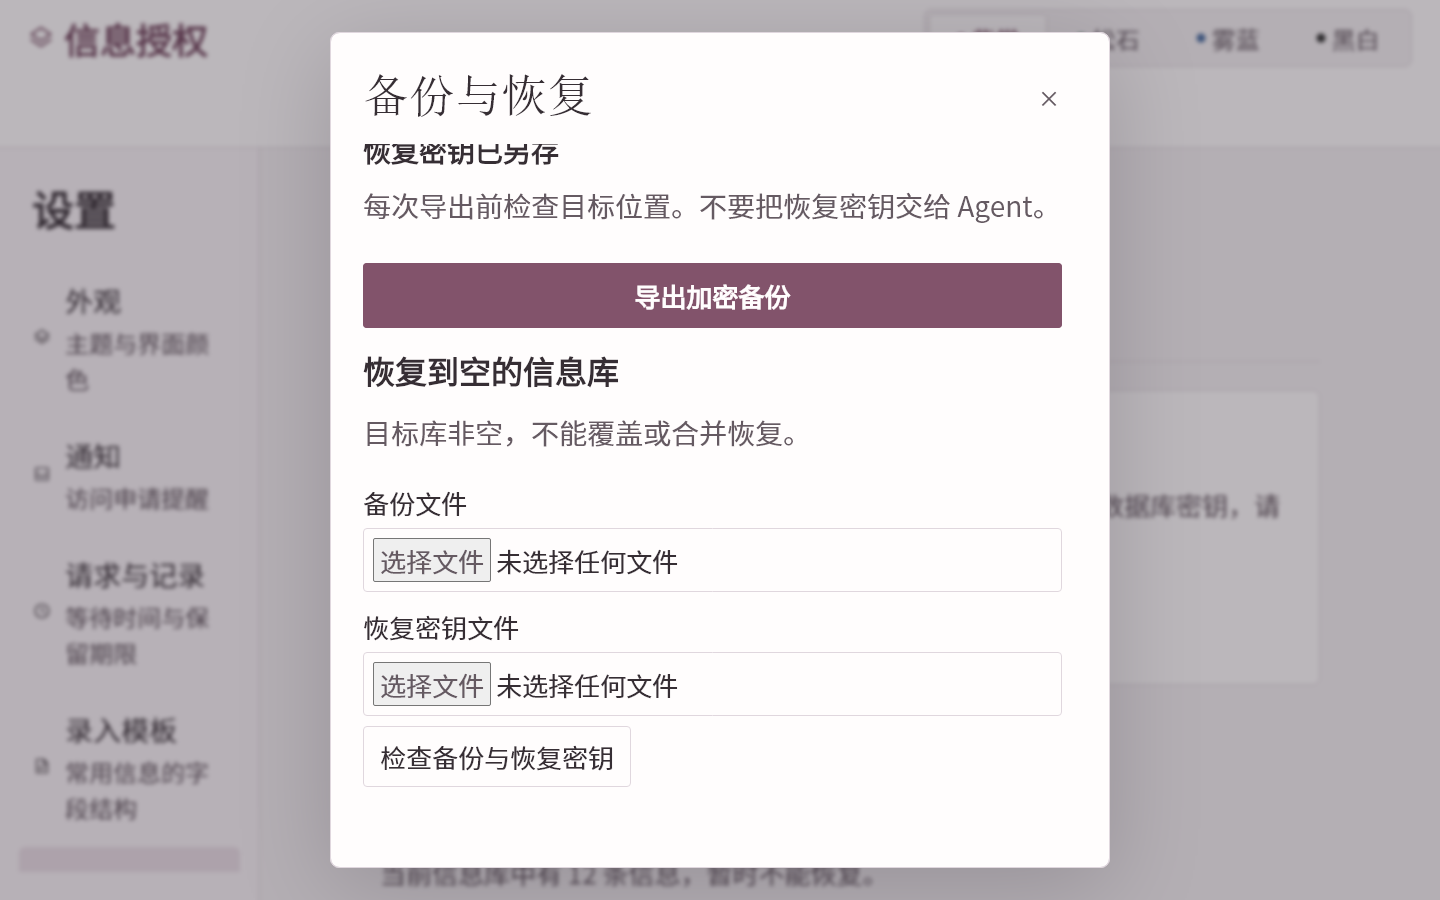 信息授权
松石
雾蓝
黑白
备份与恢复
恢复密钥已另存
每次导出前检查目标位置。不要把恢复密钥交给 Agent。
导出加密备份
恢复到空的信息库
目标库非空，不能覆盖或合并恢复。
备份文件
选择文件 未选择任何文件
恢复密钥文件
选择文件 未选择任何文件
检查备份与恢复密钥
设置
外观
主题与界面颜
色
通知
访问申请提醒
请求与记录
等待时间与保
留期限
录入模板
常用信息的字
段结构
数据库密钥，请
当前信息库中有 12 条信息，暂时不能恢复。